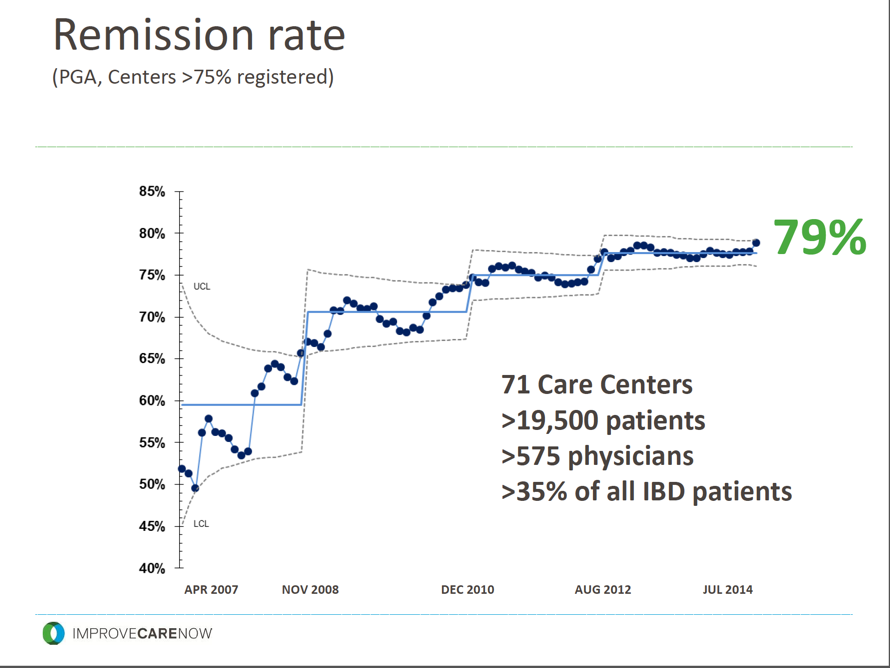 Remission rate
(PGA, Centers >75% registered)
85%
80%
79%
75%
UCL
70%
65%
60%
71 Care Centers
>19,500 patients
55%
>575 physicians
50%
>35% of all IBD patients
45%
LCL
40%
APR 2007 NOV 2008 DEC 2010 AUG 2012 JUL 2014
IMPROVECARENOW